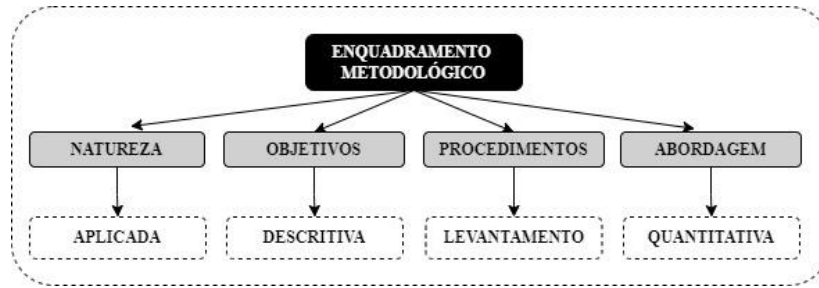 ENQUADRAMENTO
METODOLÓGICO
NATUREZA
OBJETIVOS
PROCEDIMENTOS
ABORDAGEM
APLICADA
DESCRITIVA
LEVANTAMENTO
QUANTITATIVA